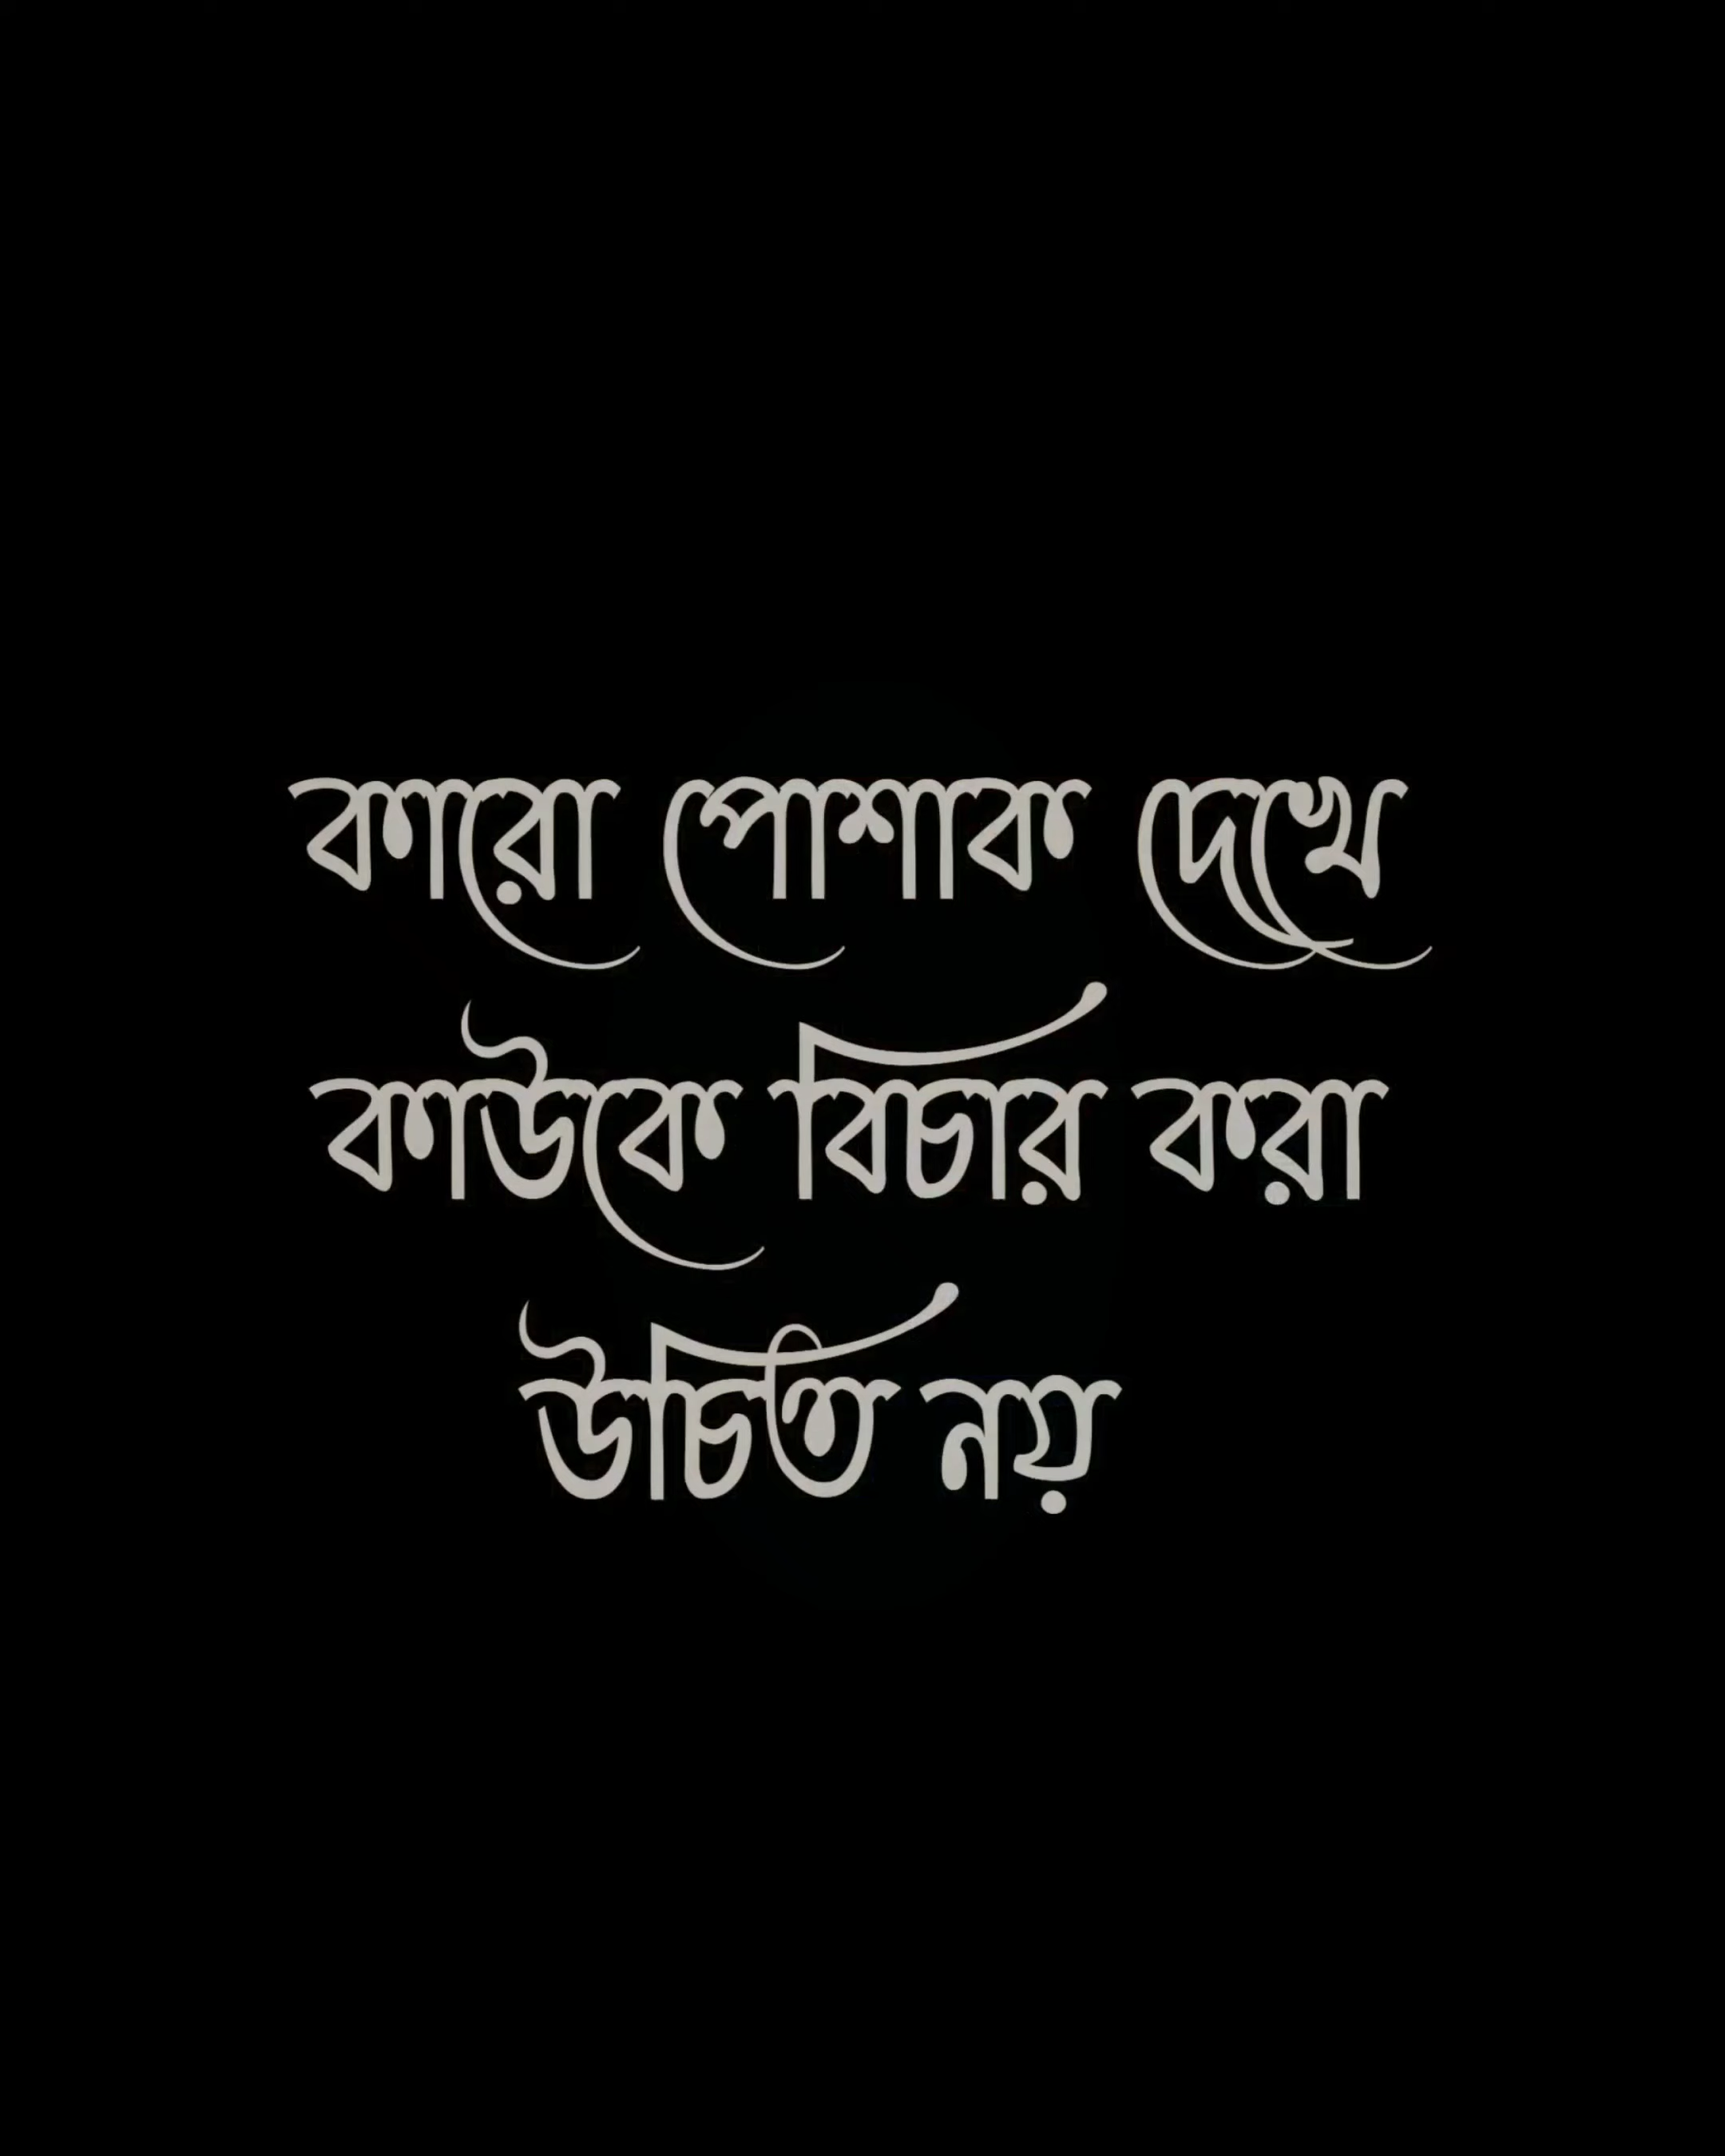 কারো পোশাক দেখে
কাউকে বিচার করা
উচিত নয়